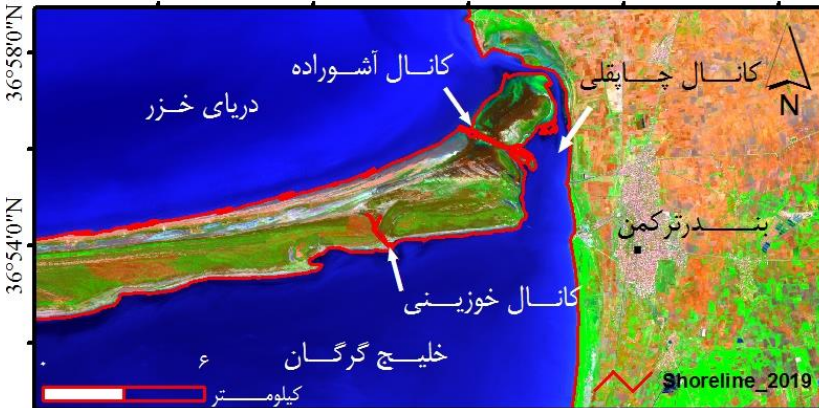 36°58'0"N
کانال آشوراده
کانال چاپقلی
دریای خزر
N
36°54'0"N
بندرترکمن
کانال خوزینی
خلیج گرگان
۰ ۶
کیلومتر
Shoreline_2019